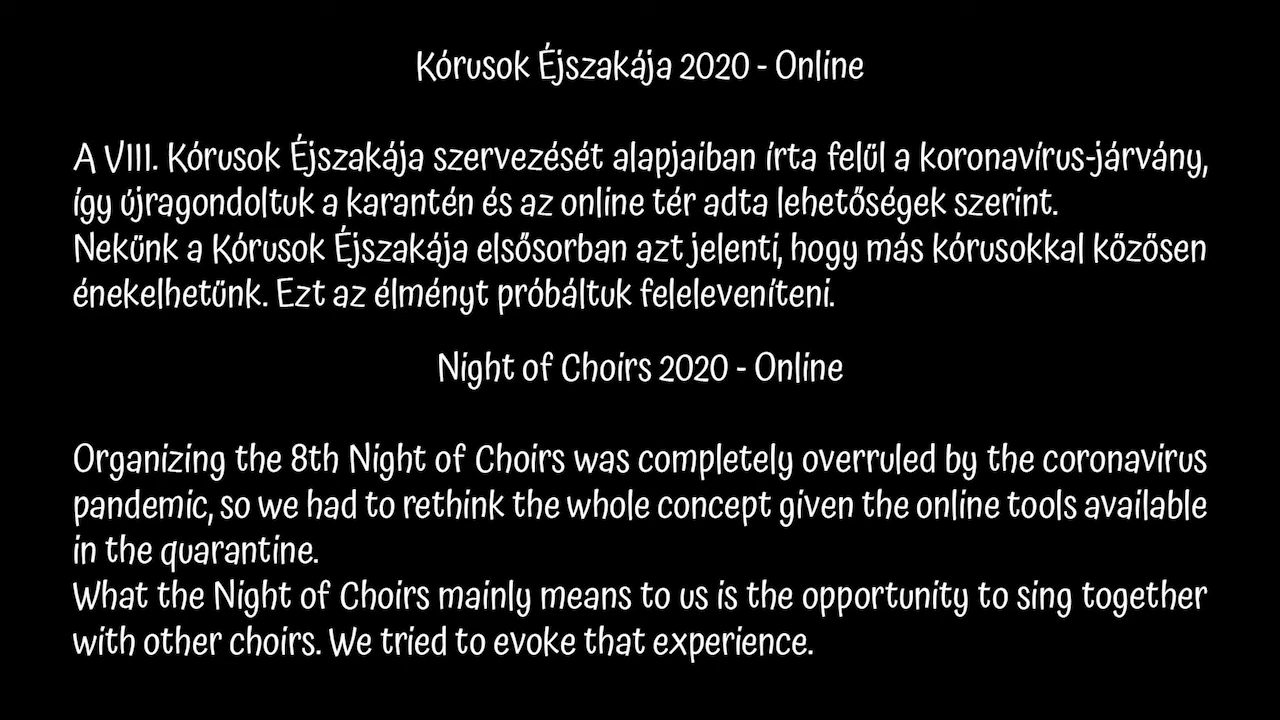 Kórusok Éjszakája 2020 - Online
A VIII. Kórusok Éjszakája szervezését alapjaiban írta felül a koronavírus-járvány,
így újragondoltuk a karantén és az online tér adta lehetőségek szerint.
Nekünk a Kórusok Éjszakája elsősorban azt jelenti, hogy más kórusokkal közösen
énekelhetünk. Ezt az élményt próbáltuk feleleveníteni.
Night of Choirs 2020 - Online
Organizing the 8th Night of Choirs was completely overruled by the coronavirus
pandemic, so we had to rethink the whole concept given the online tools available
in the quarantine.
What the Night of Choirs mainly means to us is the opportunity to sing together
with other choirs. We tried to evoke that experience.